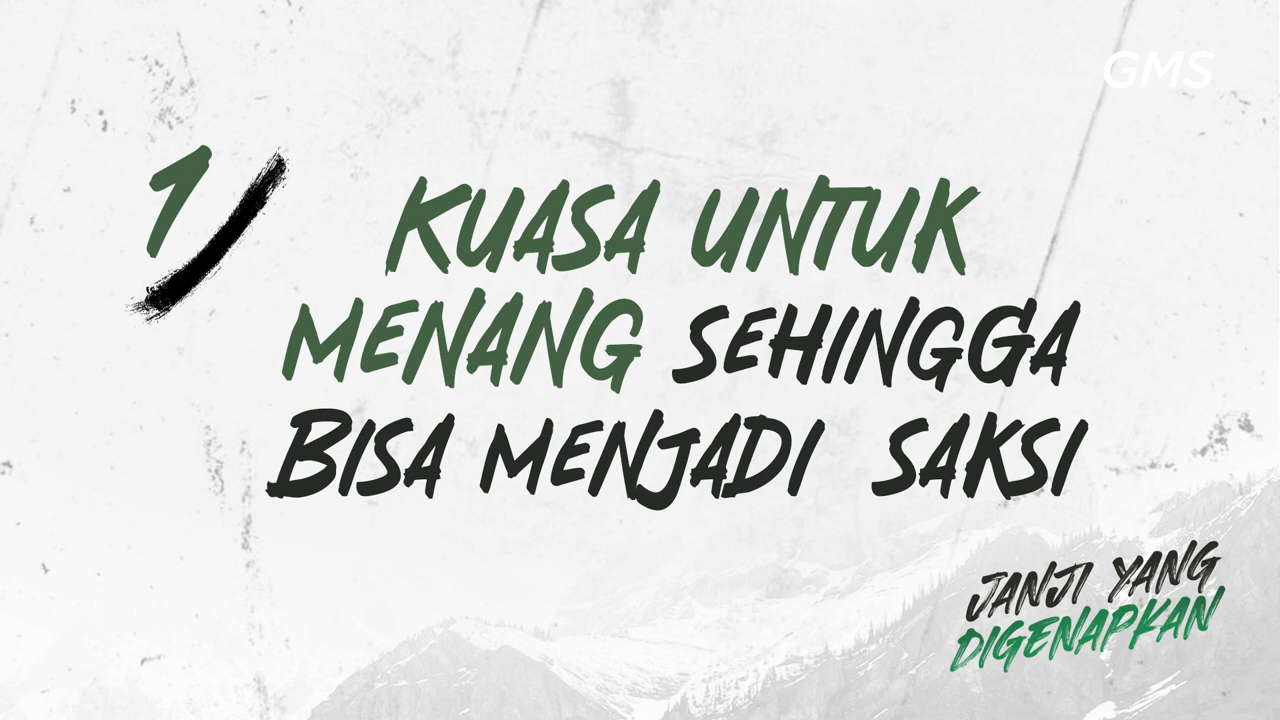 GMS
1/
KUASA UNTUK
MENANG SEHINGGA
BISA MENJADI SAKSI
JANJI YANG
DIGENAPKAN